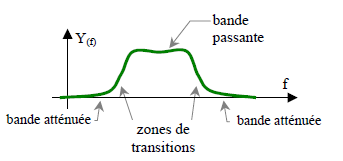 bande
passante
Y(f)
f
bande atténuée
zones de
transitions
bande atténuée